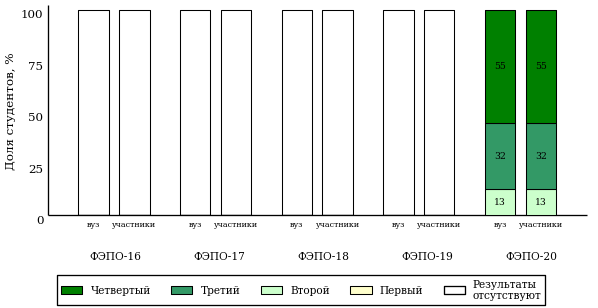 Доля студентов, %
100
75
50
25
0
55 55
32 32
13 13
вуз участники вуз участники вуз участники вуз участники вуз участники
ФЭПО-16 ФЭПО-17 ФЭПО-18 ФЭПО-19 ФЭПО-20
Четвертый Третий Второй Первый Результаты
отсутствуют